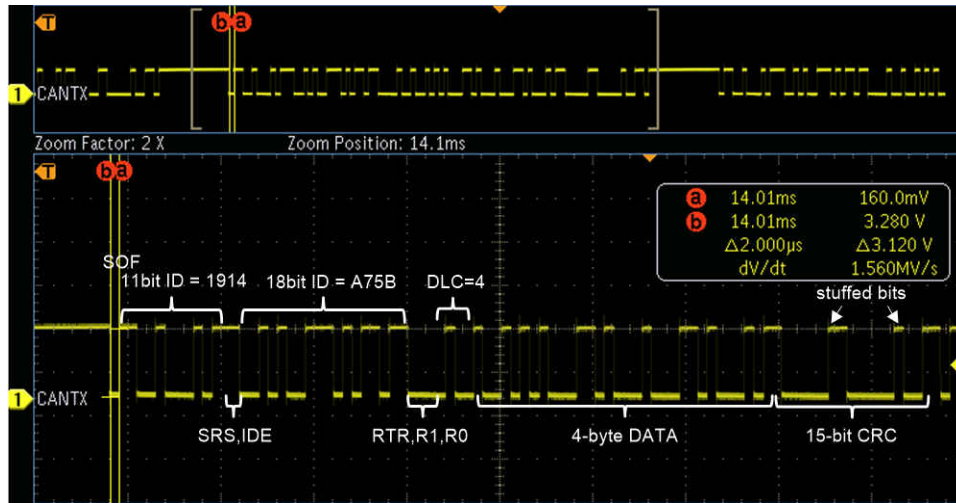 T
b a
1 CANTX
Zoom Factor: 2 X Zoom Position: 14.1ms
T
b a
a 14.01ms 160.0mV
b 14.01ms 3.280 V
Δ2.000µs Δ3.120 V
dV/dt 1.560MV/s
SOF
11bit ID = 1914 18bit ID = A75B DLC=4 stuffed bits
1 CANTX
SRS,IDE RTR,R1,R0 4-byte DATA 15-bit CRC